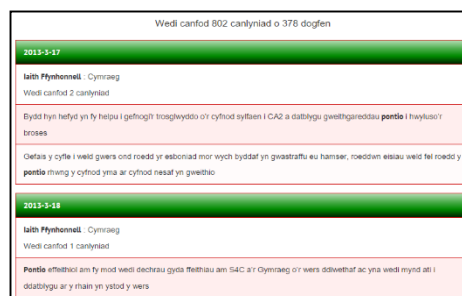 Wedi canfod 802 canlyniad o 378 dogfen
2013-3-17
Iaith Ffynhonnell : Cymraeg
Wedi canfod 2 canlyniad
Bydd hyn hefyd yn fy helpu i gefnogi'r trosglwyddo o'r cyfnod sylfaen i CA2 a datblygu gweithgareddau pontio i hwyluso'r
broses
Gefais y cyfle i weld gwers ond roedd yr esboniad mor wych byddaf yn gwastraffu eu hamser, roeddwn eisiau weld fel roedd y
pontio rhwng y cyfnod yma ar cyfnod nesaf yn gweithio
2013-3-18
Iaith Ffynhonnell : Cymraeg
Wedi canfod 1 canlyniad
Pontio effeithiol am fy mod wedi dechrau gyda ffeithiau am S4C a'r Gymraeg o'r wers ddiwethaf ac yna wedi mynd ati i
ddatblygu ar y rhain yn ystod y wers